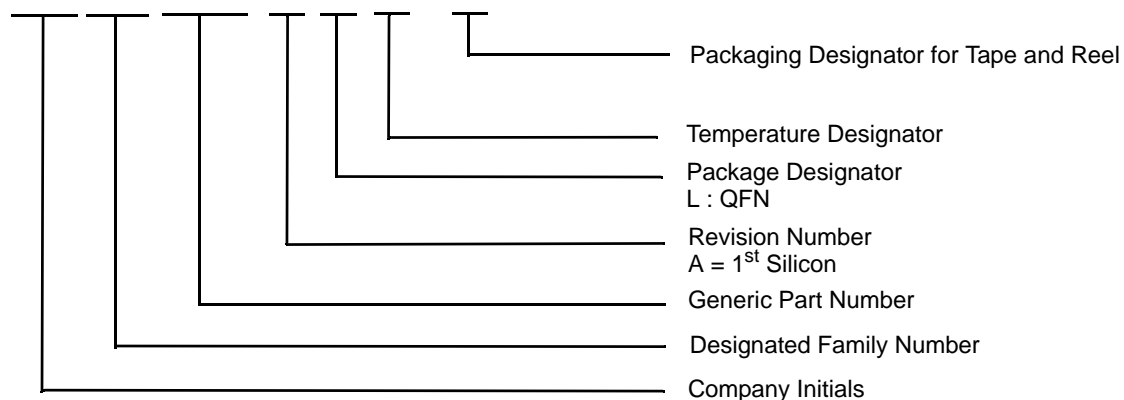 Packaging Designator for Tape and Reel
Temperature Designator
Package Designator
L : QFN
Revision Number
A = 1st Silicon
Generic Part Number
Designated Family Number
Company Initials